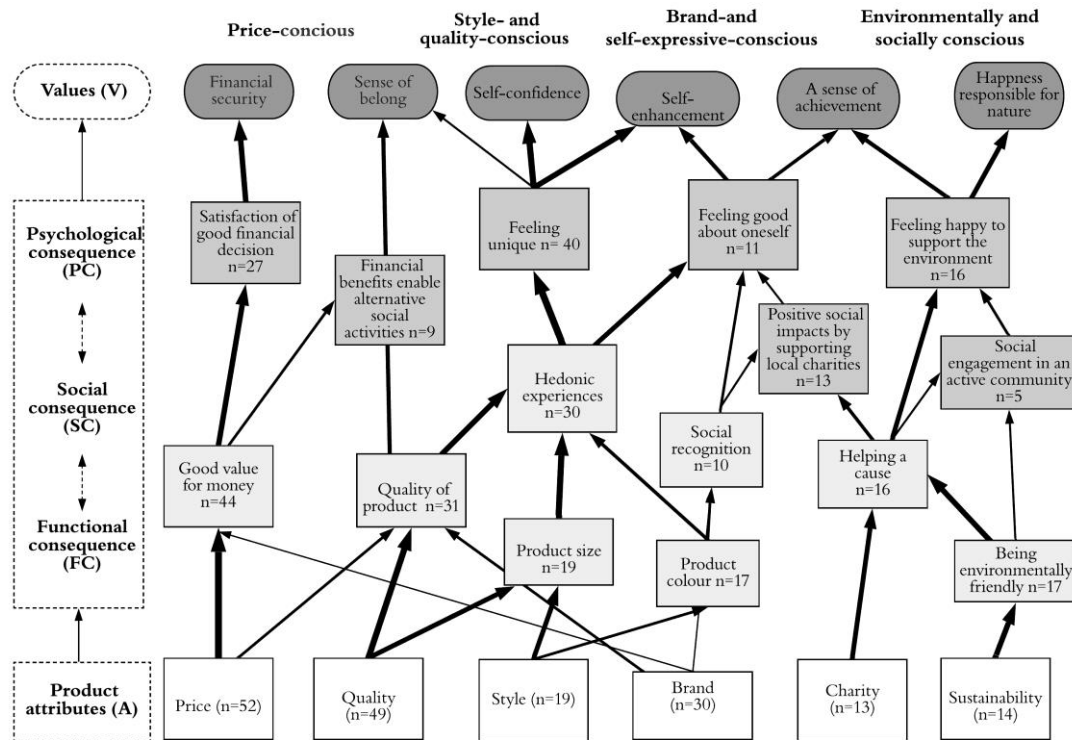 Price-concious
Style- and
quality-conscious
Brand-and
self-expressive-conscious
Environmentally and
socially conscious
Values (V)
Financial
security
Sense of
belong
Self-confidence
Self-
enhancement
A sense of
achievement
Happness
responsible for
nature
Psychological
consequence
(PC)
Satisfaction of
good financial
decision
n=27
Financial
benefits enable
alternative
social
activities n=9
Feeling
unique n= 40
Feeling good
about oneself
n=11
Feeling happy to
support the
environment
n=16
Positive social
impacts by
supporting
local charities
n=13
Social
engagement in an
active community
n=5
Social
consequence
(SC)
Hedonic
experiences
n=30
Social
recognition
n=10
Helping a
cause
n=16
Good value
for money
n=44
Quality of
product n=31
Functional
consequence
(FC)
Product size
n=19
Product
colour n=17
Being
environmentally
friendly n=17
Product
attributes (A)
Price (n=52)
Quality
(n=49)
Style (n=19)
Brand
(n=30)
Charity
(n=13)
Sustainability
(n=14)